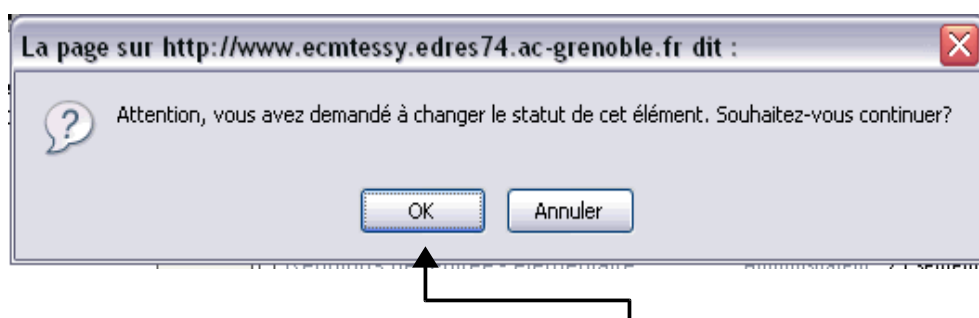 La page sur http://www.ecmtessy.edres74.ac-grenoble.fr dit :
Attention, vous avez demandé à changer le statut de cet élément. Souhaitez-vous continuer?
OK
Annuler